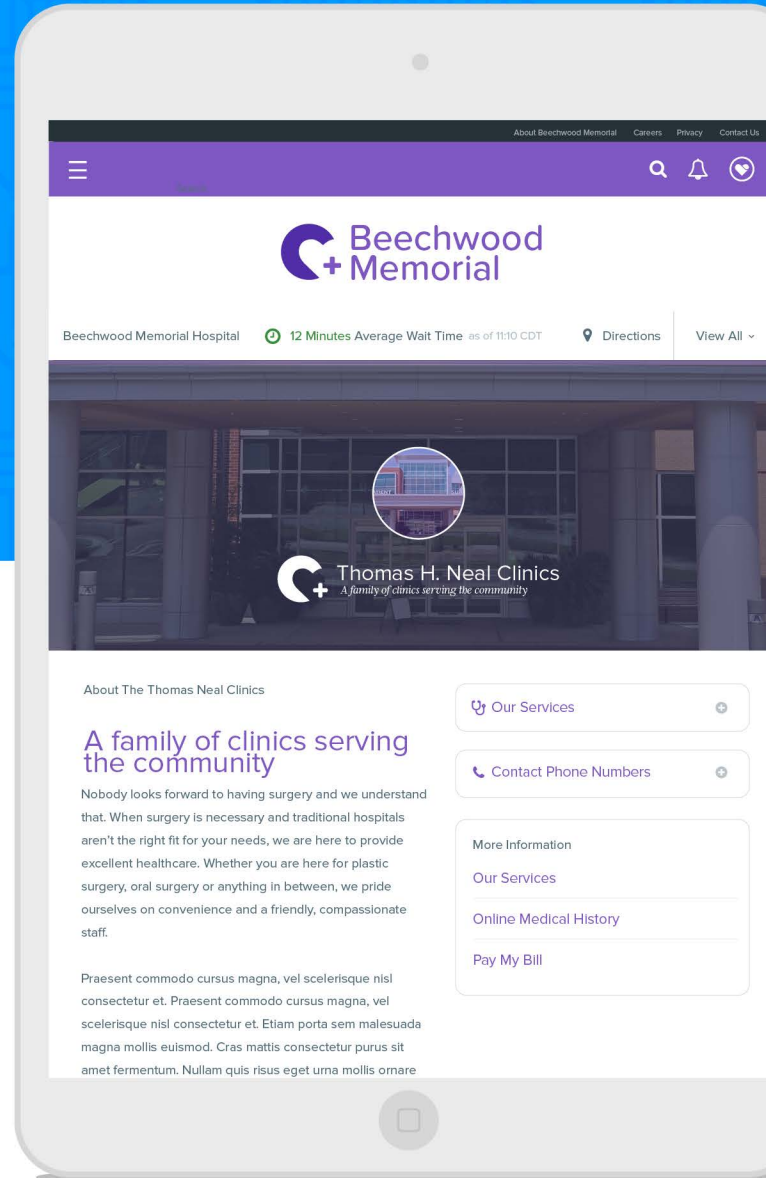 About Beechwood Memorial Careers Privacy Contact Us
Beechwood
Memorial
Beechwood Memorial Hospital 12 Minutes Average Wait Time as of 11:10 CDT Directions View All
Thomas H. Neal Clinics
A family of clinics serving the community
About The Thomas Neal Clinics
A family of clinics serving
the community
Nobody looks forward to having surgery and we understand
that. When surgery is necessary and traditional hospitals
aren't the right fit for your needs, we are here to provide
excellent healthcare. Whether you are here for plastic
surgery, oral surgery or anything in between, we pride
ourselves on convenience and a friendly, compassionate
staff.
Praesent commodo cursus magna, vel scelerisque nisl
consectetur et. Praesent commodo cursus magna, vel
scelerisque nisl consectetur et. Etiam porta sem malesuada
magna mollis euismod. Cras mattis consectetur purus sit
amet fermentum. Nullam quis risus eget urna mollis ornare
Our Services
Contact Phone Numbers
More Information
Our Services
Online Medical History
Pay My Bill